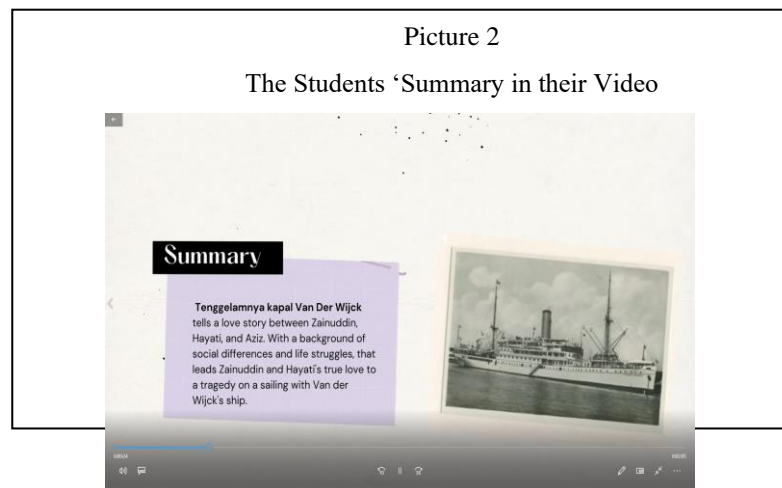 Picture 2
The Students ‘Summary in their Video
Summary
Tenggelamnya kapal Van Der Wijck
tells a love story between Zainuddin,
Hayati, and Aziz. With a background of
social differences and life struggles, that
leads Zainuddin and Hayati's true love to
a tragedy on a sailing with Van der
Wijck's ship.